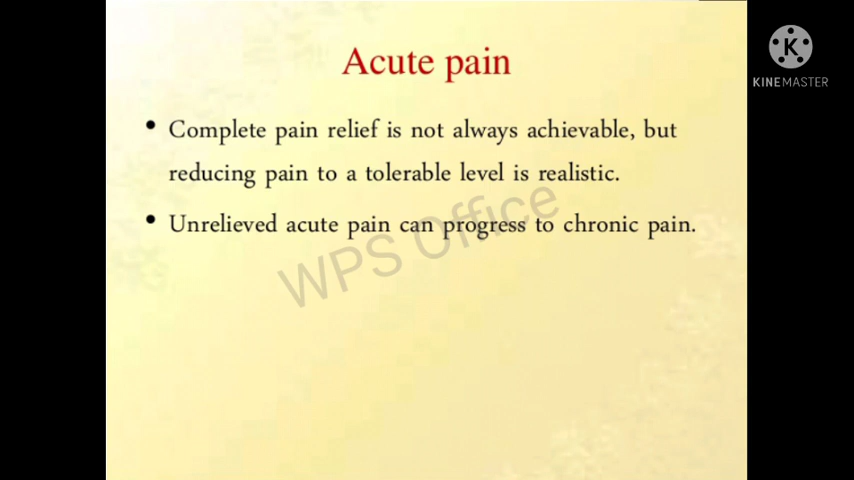 Acute pain
K
KINEMASTER
• Complete pain relief is not always achievable, but
reducing pain to a tolerable level is realistic.
• Unrelieved acute pain can progress to chronic pain.
WPS Office